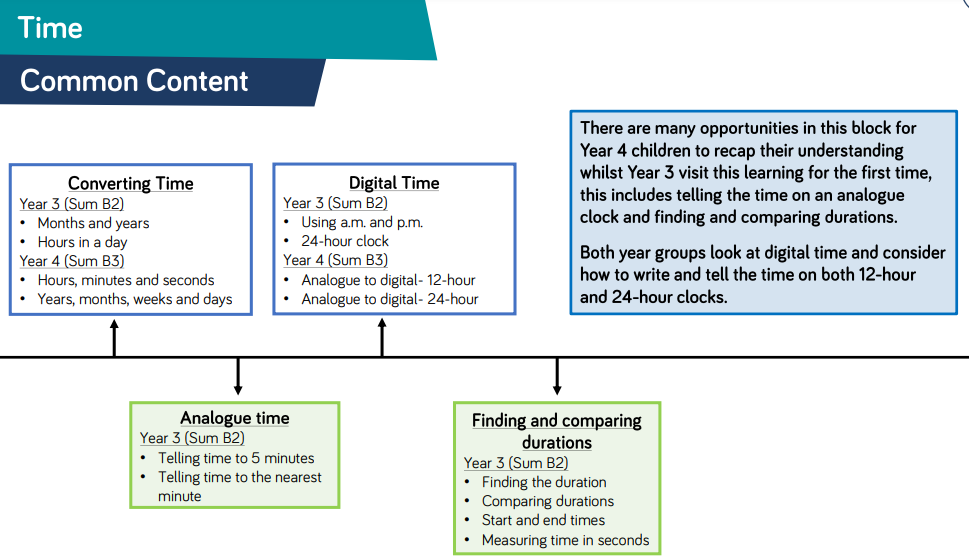 Time
Common Content
There are many opportunities in this block for
Year 4 children to recap their understanding
whilst Year 3 visit this learning for the first time,
this includes telling the time on an analogue
clock and finding and comparing durations.
Both year groups look at digital time and consider
how to write and tell the time on both 12-hour
and 24-hour clocks.
Converting Time
Year 3 (Sum B2)
• Months and years
• Hours in a day
Year 4 (Sum B3)
• Hours, minutes and seconds
• Years, months, weeks and days
Digital Time
Year 3 (Sum B2)
• Using a.m. and p.m.
• 24-hour clock
Year 4 (Sum B3)
• Analogue to digital- 12-hour
• Analogue to digital- 24-hour
Analogue time
Year 3 (Sum B2)
• Telling time to 5 minutes
• Telling time to the nearest
minute
Finding and comparing
durations
Year 3 (Sum B2)
• Finding the duration
• Comparing durations
• Start and end times
• Measuring time in seconds